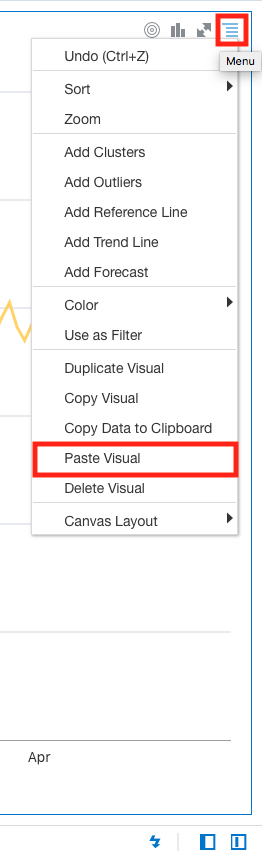 Menu
Undo (Ctrl+Z)
Sort
Zoom
Add Clusters
Add Outliers
Add Reference Line
Add Trend Line
Add Forecast
Color
Use as Filter
Duplicate Visual
Copy Visual
Copy Data to Clipboard
Paste Visual
Delete Visual
Canvas Layout
Apr